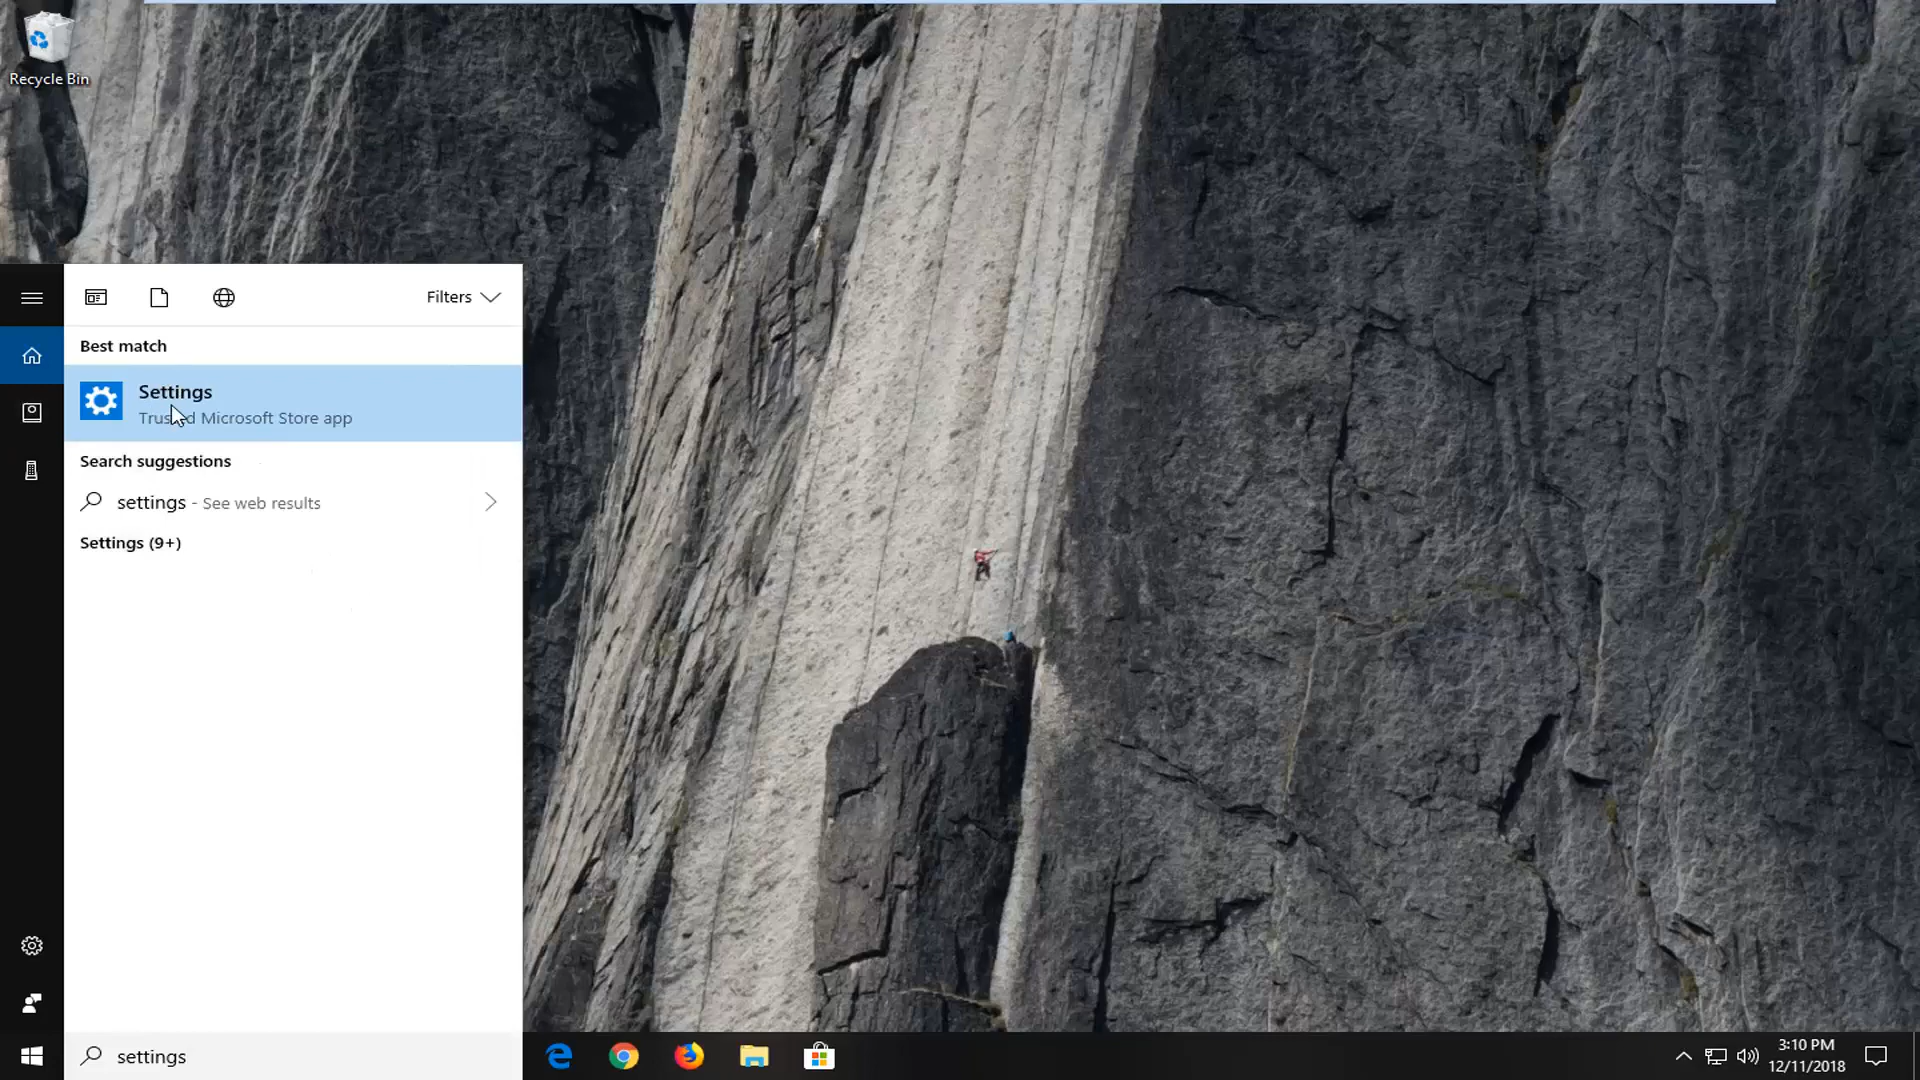 Recycle Bin
Filters
Best match
Settings
Trusted Microsoft Store app
Search suggestions
settings - See web results
Settings (9+)
settings
3:10 PM
12/11/2018